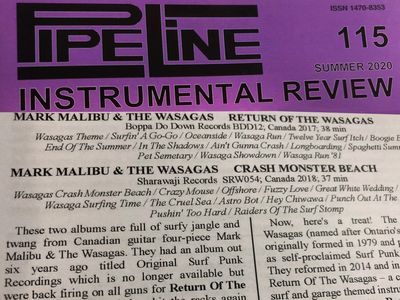 ISSN 1470-8353
PIPELINE
115
SUMMER 2020
INSTRUMENTAL REVIEW
MARK MALIBU & THE WASAGAS RETURN OF THE WASAGAS
Boppa Do Down Records BDD12, Canada 2017; 38 min
Wasagas Theme / Surfin' A Go-Go / Oceanside / Wasaga Run / Twelve Year Surf Itch / Boogie
End Of The Summer / In The Shadows / Ain't Gunna Crash / Longboarding / Spaghetti
Pet Semetary / Wasaga Showdown / Wasaga Run '81
MARK MALIBU & THE WASAGAS CRASH MONSTER BEACH
Sharawaji Records SRW054; Canada 2018; 37 min
Wasagas Crash Monster Beach / Crazy Mouse / Offshore / Fuzzy Love / Great White Wedding /
Wasaga Surfing Time / The Cruel Sea / Astro Bot / Hey Chiwawa / Punch Out At The
Pushin' Too Hard / Raiders Of The Surf Stomp
These two albums are full of surfy jangle and
twang from Canadian guitar four-piece Mark
Malibu & The Wasagas. They had an album out
six years ago titled Original Surf Punk
Recordings which is no longer available but
were back firing on all guns for Return Of The
hit the rocks again
Now, here's a treat! The
Wasagas (named after Ontario's
originally formed in 1979 and
as self-proclaimed Surf Punk
They reformed in 2014 and in
Return Of The Wasagas – a
surf and garage themed instru